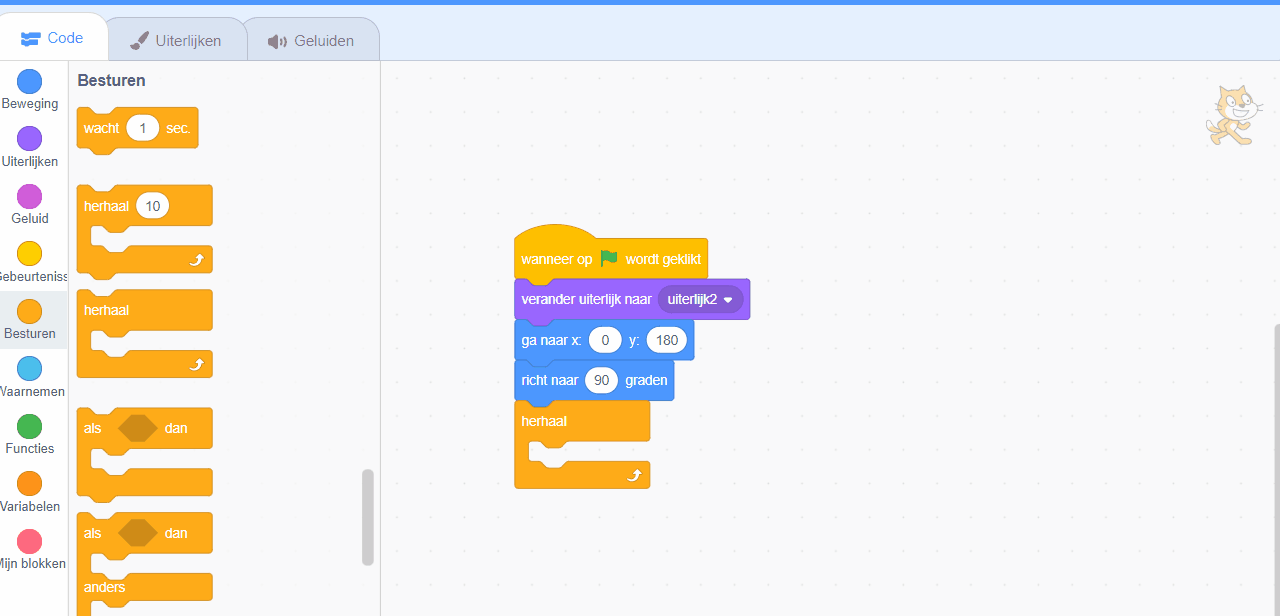 Code
Uiterlijken
Geluiden
Beweging
Uiterlijken
Geluid
Gebeurteniss
Besturen
Waarnemen
Functies
Variabelen
Mijn blokken
Besturen
wacht 1 sec.
herhaal 10
herhaal
als dan
als dan
anders
wanneer op wordt geklikt
verander uiterlijk naar uiterlijk2
ga naar x: 0 y: 180
richt naar 90 graden
herhaal